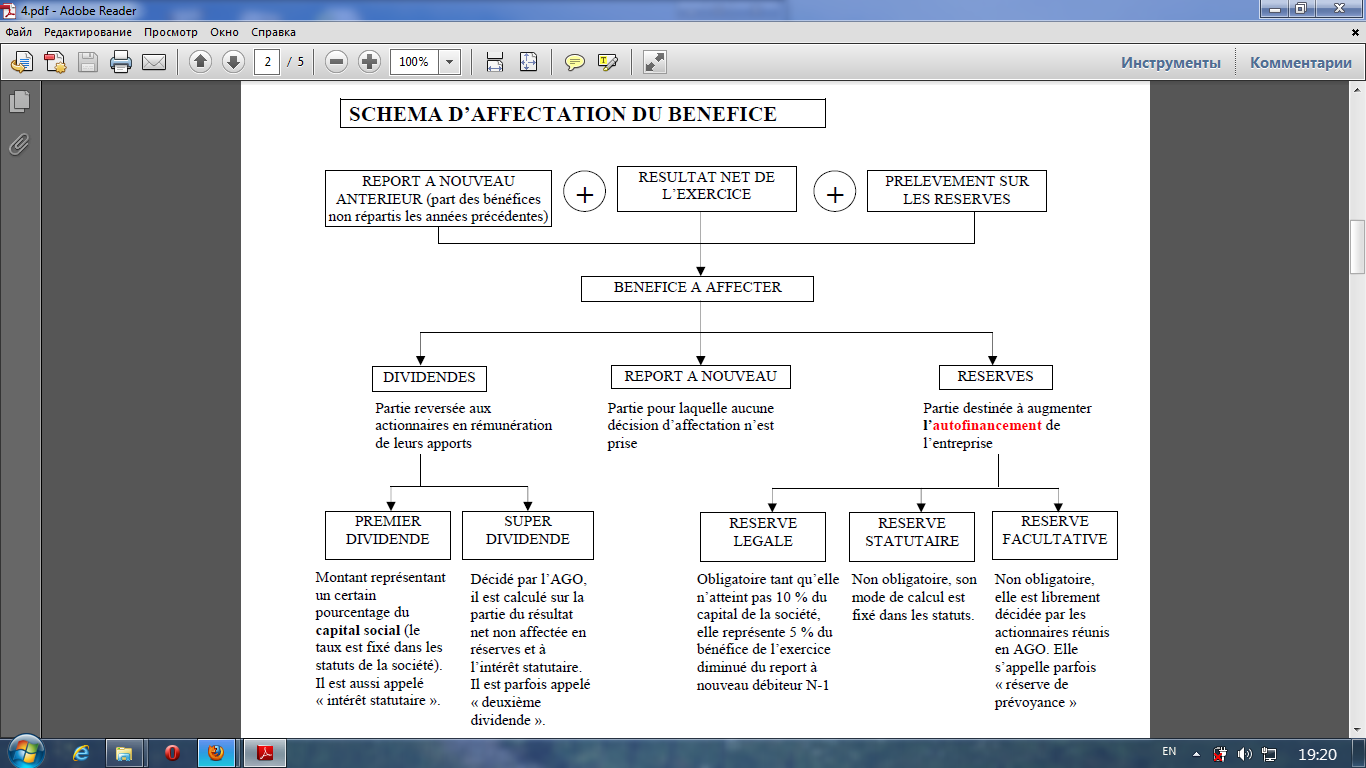 4.pdf - Adobe Reader
Файл Редактирование Просмотр Окно Справка
2 / 5 100% Инструменты Комментарии
SCHEMA D’AFFECTATION DU BENEFICE
REPORT A NOUVEAU
ANTERIEUR (part des bénéfices
non répartis les années précédentes)
+
RESULTAT NET DE
L’EXERCICE
+
PRELEVEMENT SUR
LES RESERVES
BENEFICE A AFFECTER
DIVIDENDES
Partie reversée aux
actionnaires en rémunération
de leurs apports
REPORT A NOUVEAU
Partie pour laquelle aucune
décision d’affectation n’est
prise
RESERVES
Partie destinée à augmenter
l’autofinancement de
l’entreprise
PREMIER
DIVIDENDE
Montant représentant
un certain
pourcentage du
capital social (le
taux est fixé dans les
statuts de la société).
Il est aussi appelé
« intérêt statutaire ».
SUPER
DIVIDENDE
Décidé par l’AGO,
il est calculé sur la
partie du résultat
net non affectée en
réserves et à
l’intérêt statutaire.
Il est parfois appelé
« deuxième
dividende ».
RESERVE
LEGALE
Obligatoire tant qu’elle
n’atteint pas 10 % du
capital de la société,
elle représente 5 % du
bénéfice de l’exercice
diminué du report à
nouveau débiteur N-1
RESERVE
STATUTAIRE
Non obligatoire, son
mode de calcul est
fixé dans les statuts.
RESERVE
FACULTATIVE
Non obligatoire,
elle est librement
décidée par les
actionnaires réunis
en AGO. Elle
s’appelle parfois
« réserve de
prévoyance »
EN 19:20